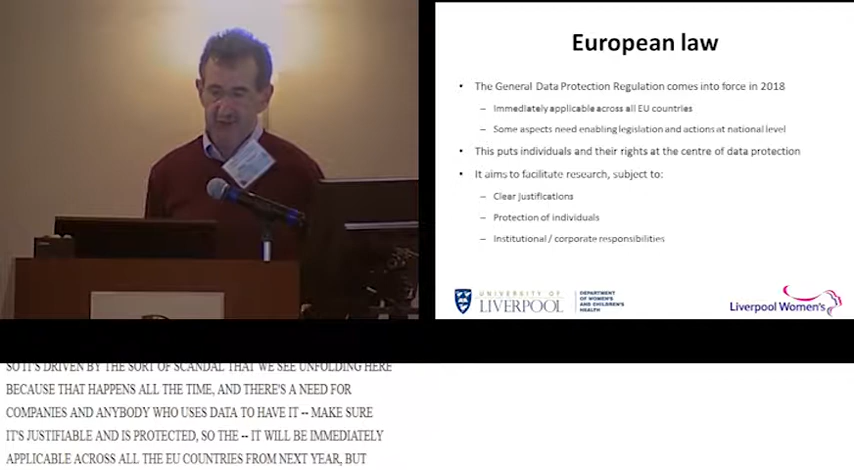 European law
• The General Data Protection Regulation comes into force in 2018
– Immediately applicable across all EU countries
– Some aspects need enabling legislation and actions at national level
• This puts individuals and their rights at the centre of data protection
• It aims to facilitate research, subject to:
– Clear justifications
– Protection of individuals
– Institutional / corporate responsibilities
UNIVERSITY OF
LIVERPOOL
DEPARTMENT
OF WOMEN'S
AND CHILDREN'S
HEALTH
Liverpool Women's
SO IT'S DRIVEN BY THE SORT OF SCANDAL THAT WE SEE UNFOLDING HERE
BECAUSE THAT HAPPENS ALL THE TIME, AND THERE'S A NEED FOR
COMPANIES AND ANYBODY WHO USES DATA TO HAVE IT -- MAKE SURE
IT'S JUSTIFIABLE AND IS PROTECTED, SO THE -- IT WILL BE IMMEDIATELY
APPLICABLE ACROSS ALL THE EU COUNTRIES FROM NEXT YEAR, BUT